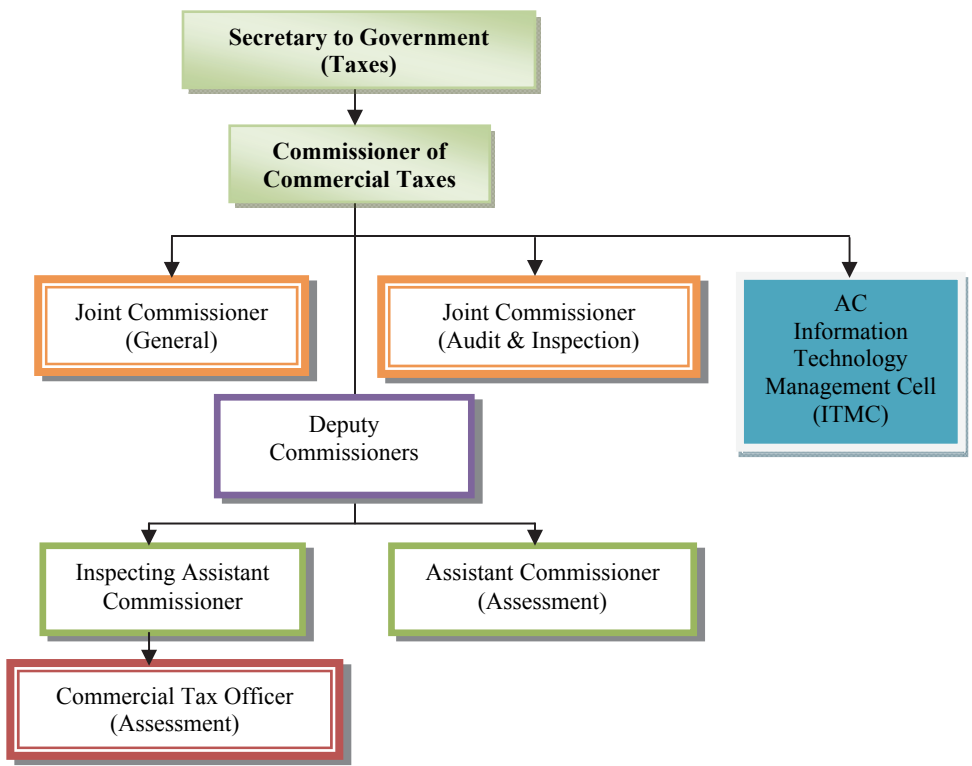 Secretary to Government
(Taxes)
Commissioner of
Commercial Taxes
Joint Commissioner
(General)
Joint Commissioner
(Audit & Inspection)
AC
Information
Technology
Management Cell
(ITMC)
Deputy
Commissioners
Inspecting Assistant
Commissioner
Assistant Commissioner
(Assessment)
Commercial Tax Officer
(Assessment)